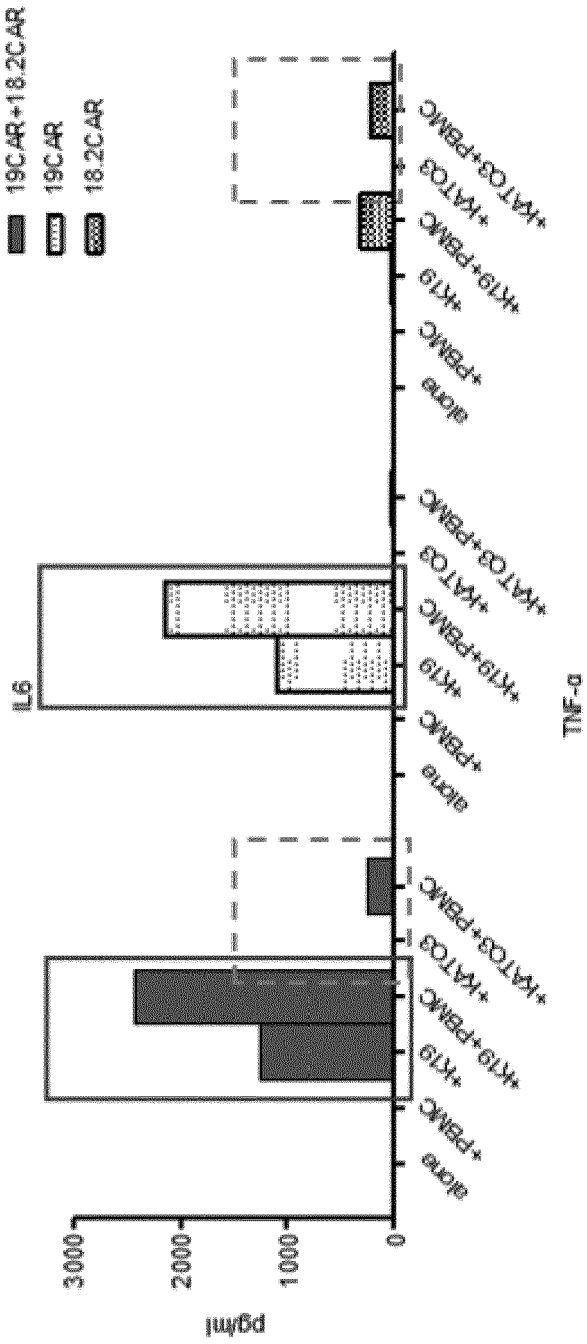 IL6
19CAR+18.2CAR
19CAR
18.2CAR
pg/ml
3000
2000
1000
0
alone
+PBMC
+K19
+K19+PBMC
+KATO3
+KATO3+PBMC
alone
+PBMC
+K19
+K19+PBMC
+KATO3
+KATO3+PBMC
alone
+PBMC
+K19
+K19+PBMC
+KATO3
+KATO3+PBMC
TNF-α